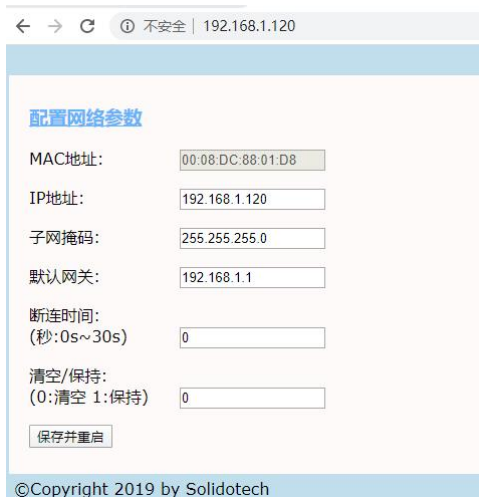 不安全 | 192.168.1.120
配置网络参数
MAC地址: 00:08:DC:88:01:D8
IP地址: 192.168.1.120
子网掩码: 255.255.255.0
默认网关: 192.168.1.1
断连时间:
(秒:0s~30s) 0
清空/保持:
(0:清空 1:保持) 0
保存并重启
©Copyright 2019 by Solidotech